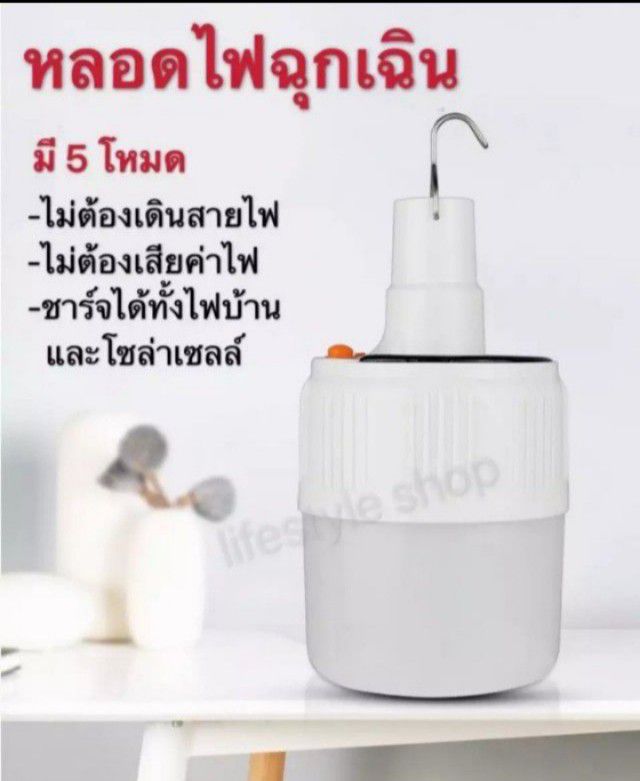 หลอดไฟฉุกเฉิน
มี 5 โหมด
-ไม่ต้องเดินสายไฟ
-ไม่ต้องเสียค่าไฟ
-ชาร์จได้ทั้งไฟบ้าน
และโซล่าเซลล์
lifestyle shop